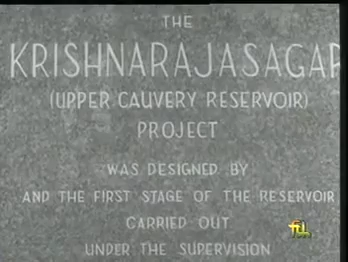 THE
KRISHNARAJASAGAR
(UPPER CAUVERY RESERVOIR)
PROJECT
WAS DESIGNED BY
AND THE FIRST STAGE OF THE RESERVOIR
CARRIED OUT
UNDER THE SUPERVISION